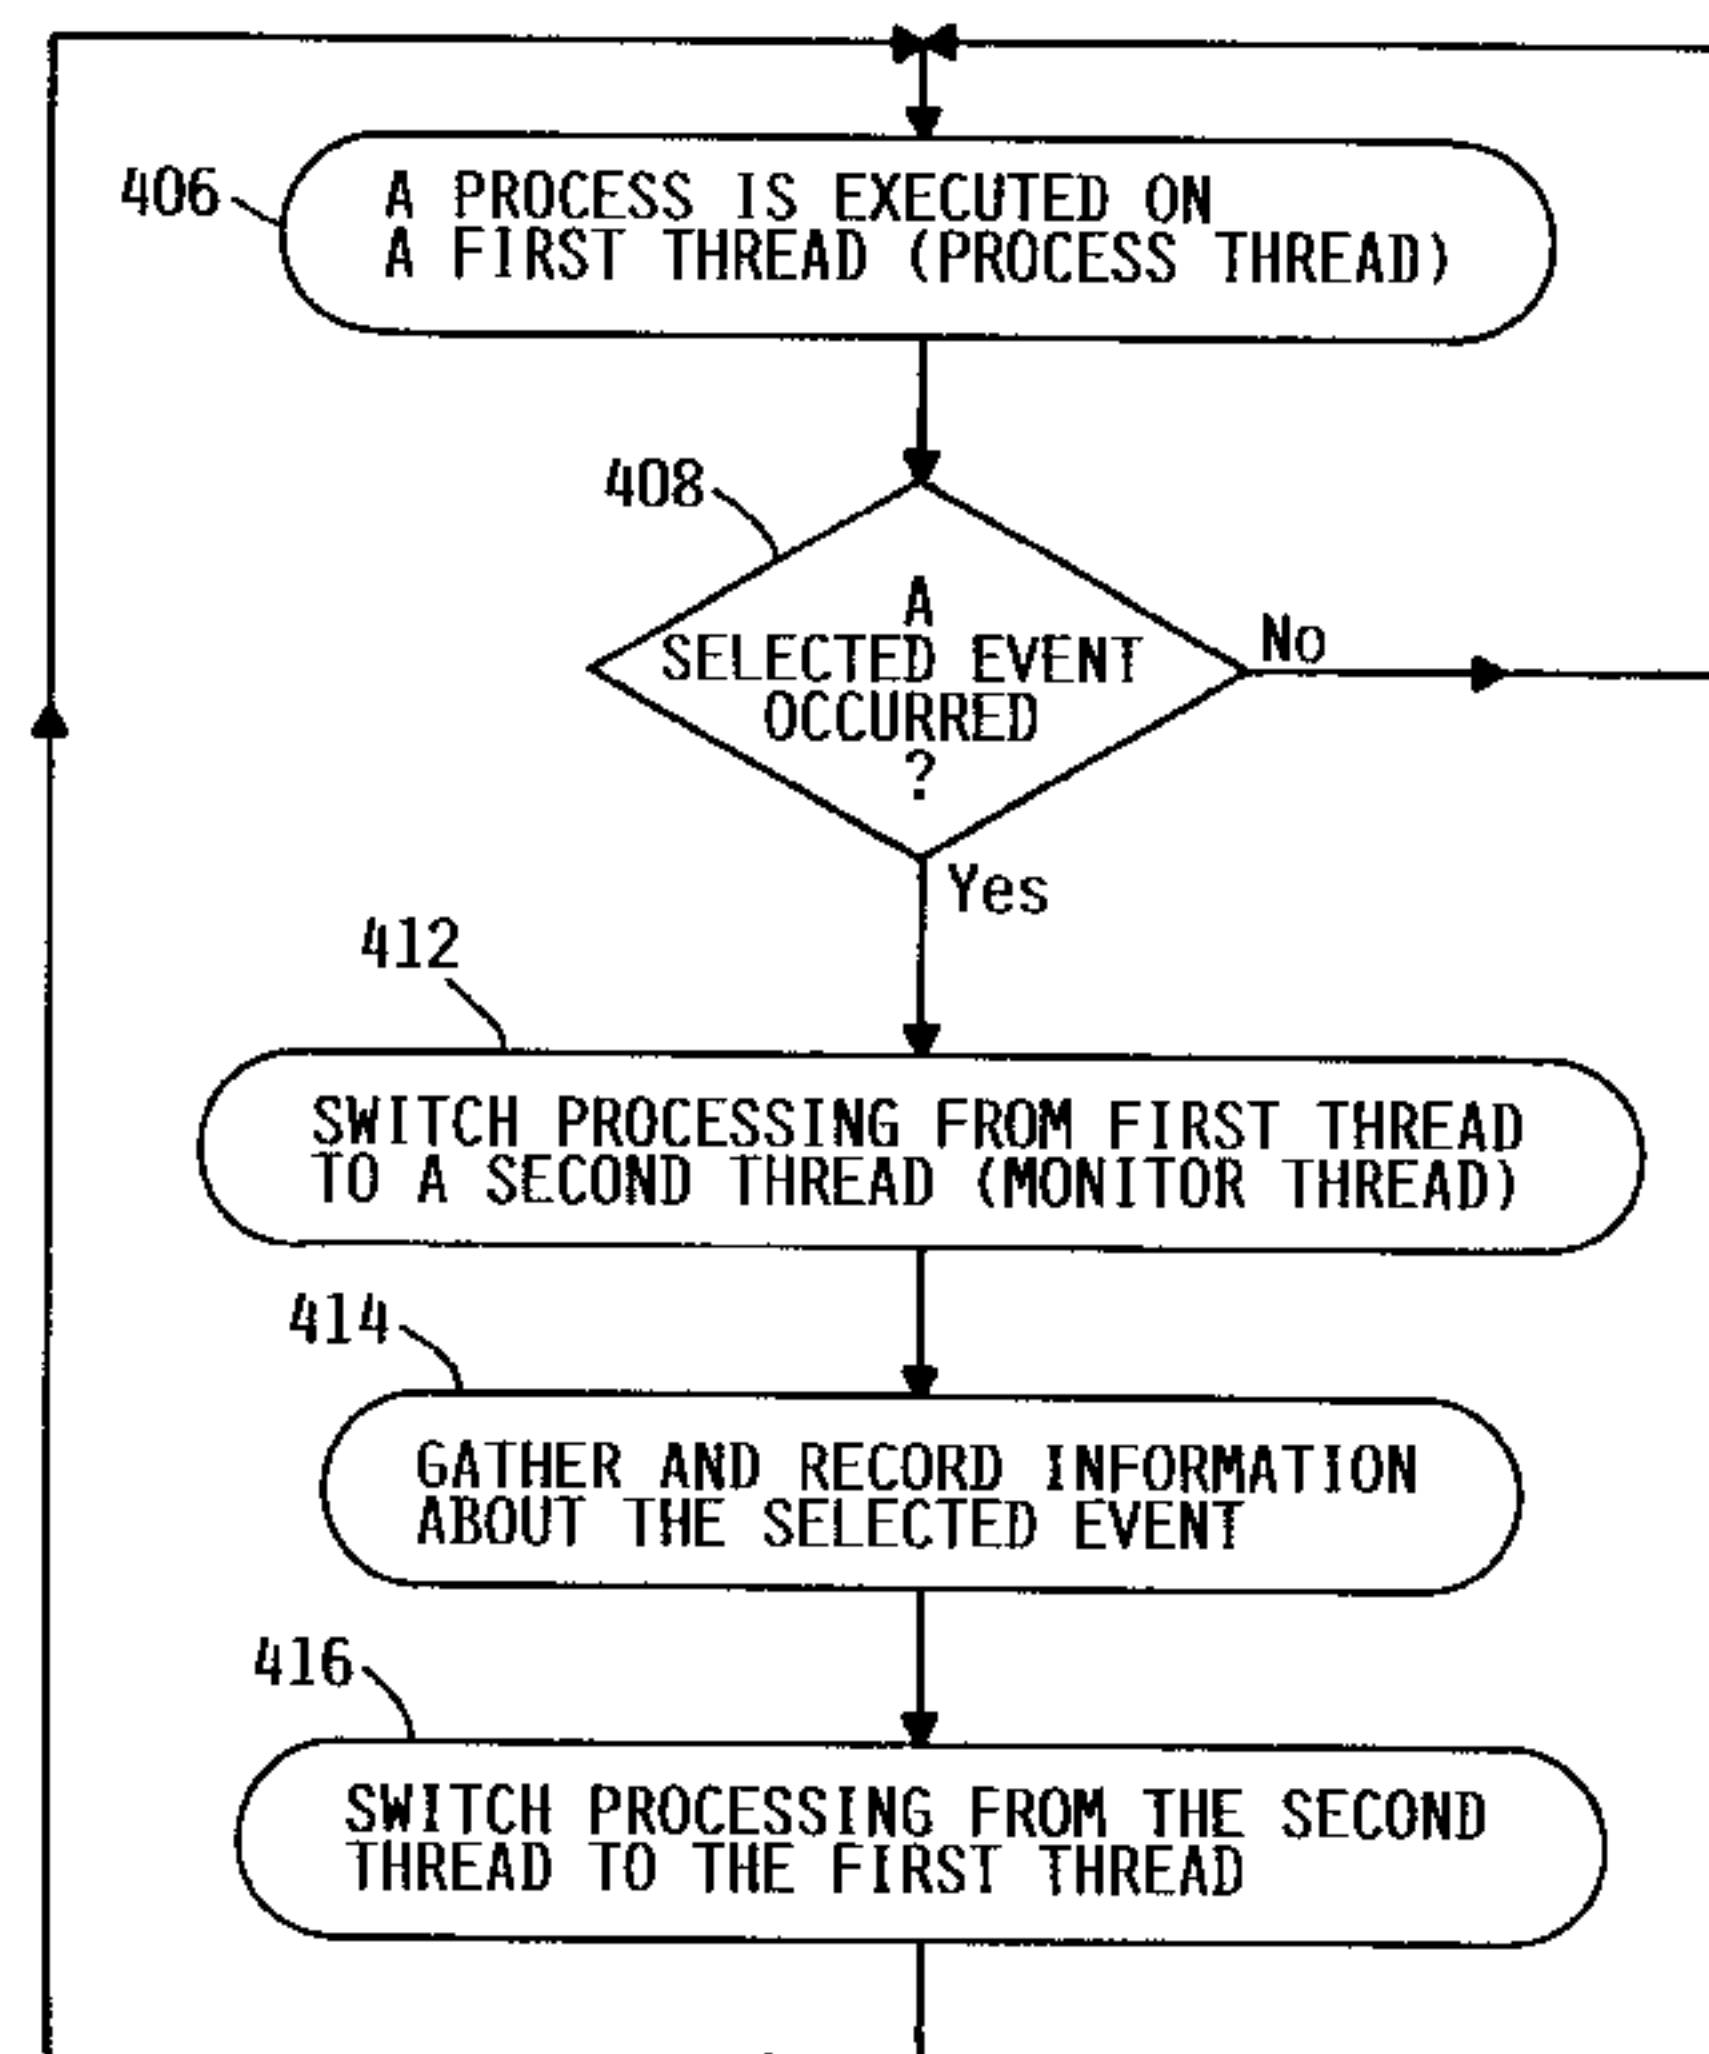 406
A PROCESS IS EXECUTED ON
A FIRST THREAD (PROCESS THREAD)
408
A
SELECTED EVENT
OCCURRED
?
No
Yes
412
SWITCH PROCESSING FROM FIRST THREAD
TO A SECOND THREAD (MONITOR THREAD)
414
GATHER AND RECORD INFORMATION
ABOUT THE SELECTED EVENT
416
SWITCH PROCESSING FROM THE SECOND
THREAD TO THE FIRST THREAD